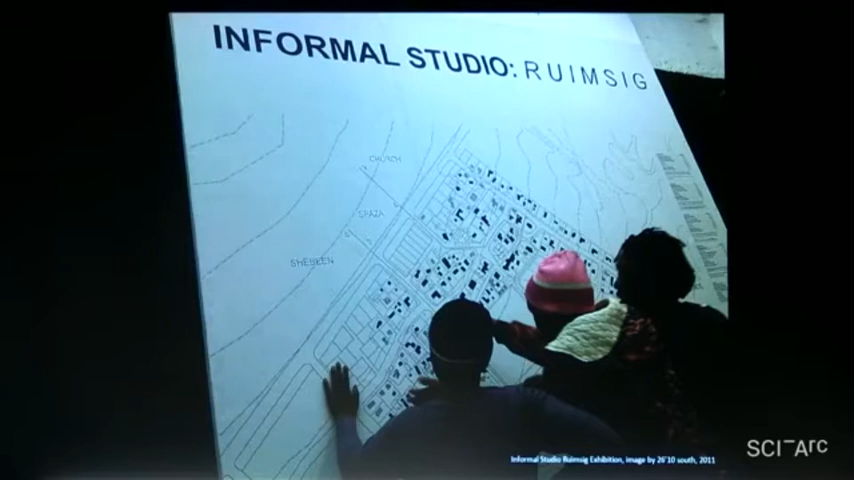 INFORMAL STUDIO: RUIMSIG
CHURCH
SPAZA
SHEBEEN
Informal Studio Ruimsig Exhibition, image by 26'10 south, 2011
SCI-Arc